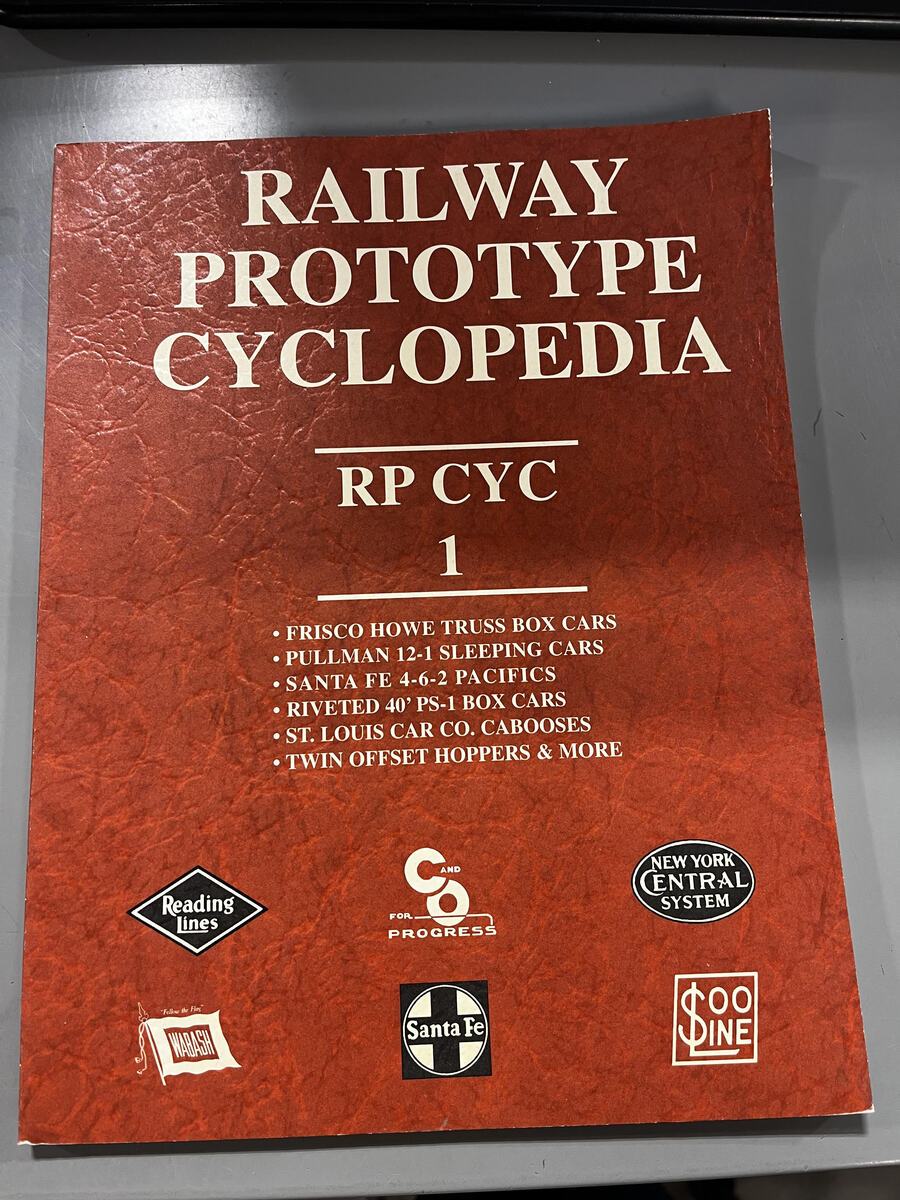 RAILWAY
PROTOTYPE
CYCLOPEDIA
RP CYC
1
• FRISCO HOWE TRUSS BOX CARS
• PULLMAN 12-1 SLEEPING CARS
• SANTA FE 4-6-2 PACIFICS
• RIVETED 40' PS-1 BOX CARS
• ST. LOUIS CAR CO. CABOOSES
• TWIN OFFSET HOPPERS & MORE
Reading
Lines
C AND O
FOR
PROGRESS
NEW YORK
CENTRAL
SYSTEM
"Follow the Flag"
WABASH
Santa Fe
SOO
LINE